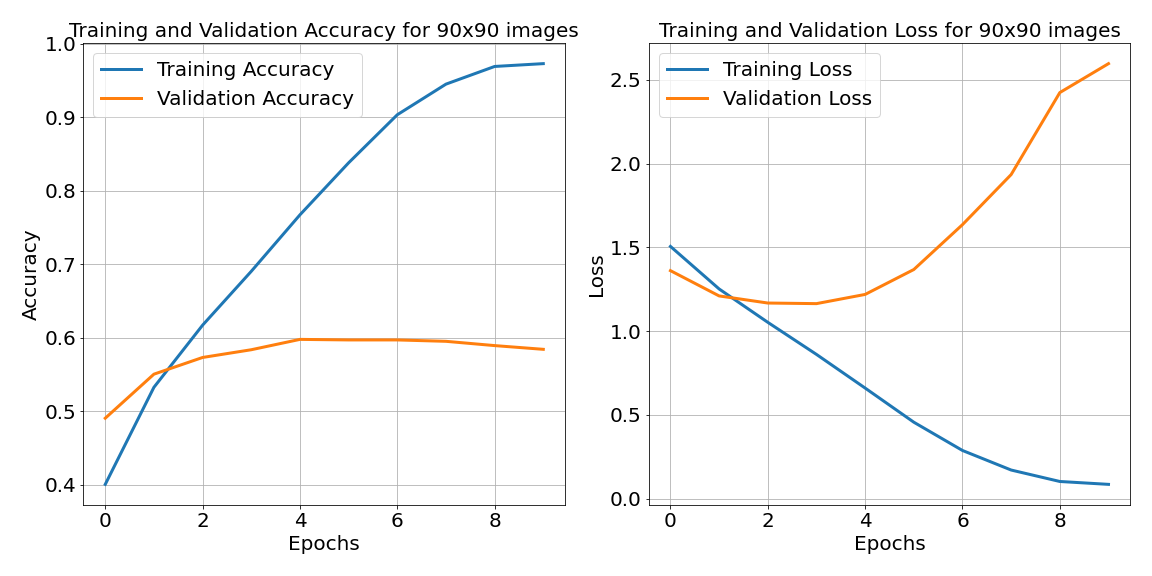 Training and Validation Accuracy for 90x90 images
Training Accuracy
Validation Accuracy
1.0
0.9
0.8
0.7
0.6
0.5
0.4
Accuracy
0 2 4 6 8
Epochs
Training and Validation Loss for 90x90 images
Training Loss
Validation Loss
2.5
2.0
1.5
1.0
0.5
0.0
Loss
0 2 4 6 8
Epochs